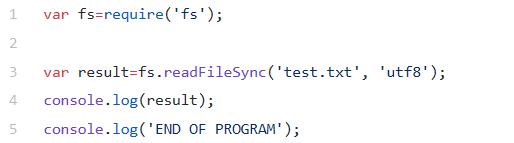 1 var fs=require('fs');
2
3 var result=fs.readFileSync('test.txt', 'utf8');
4 console.log(result);
5 console.log('END OF PROGRAM');